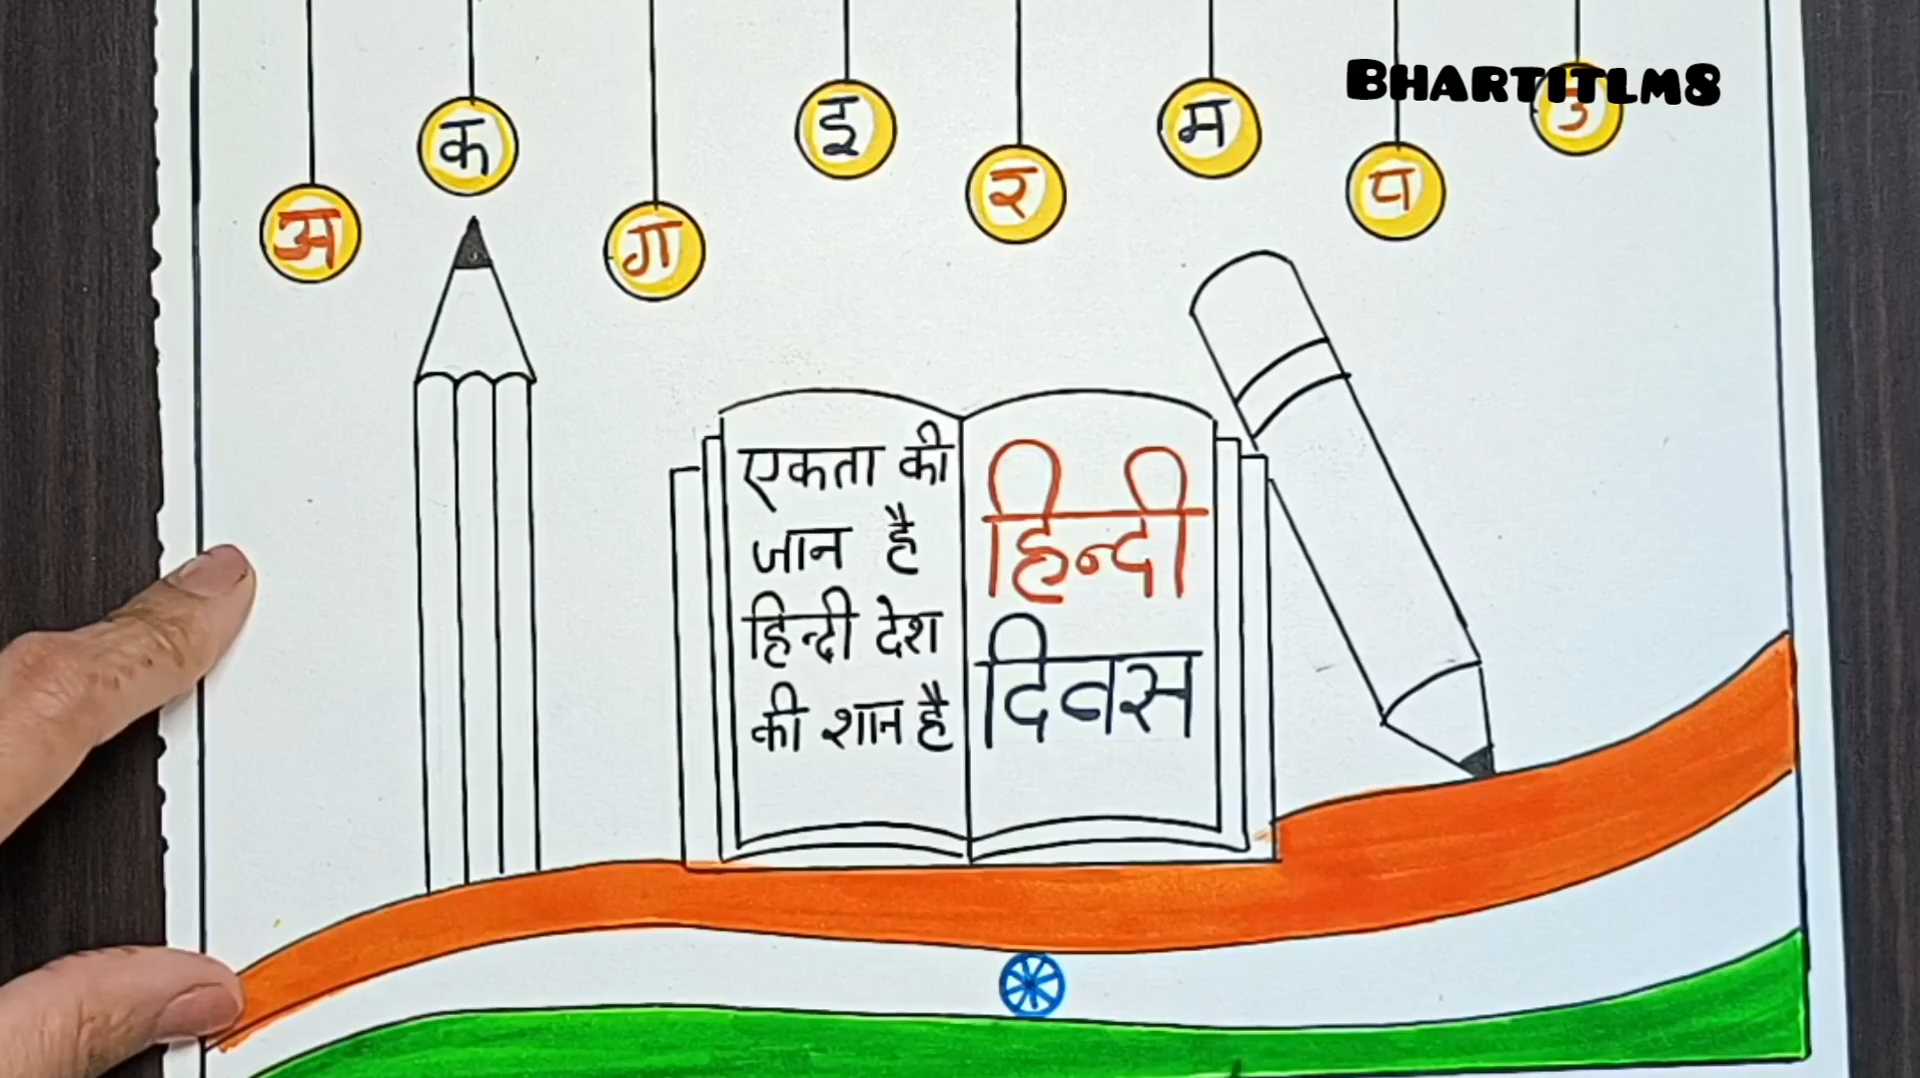 BHARTITLM8
अ
क
ग
इ
र
म
प
उ
एकता की
जान है
हिन्दी देश
की शान है
हिन्दी
दिवस